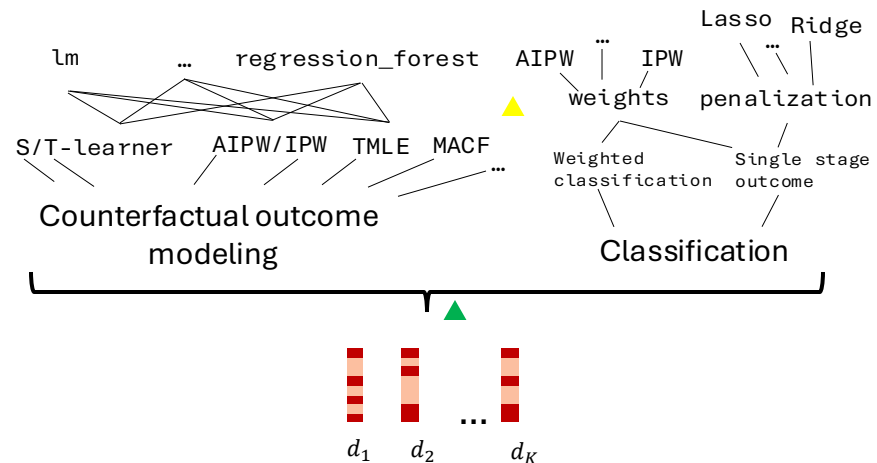 Lasso
Ridge
lm
...
regression_forest
AIPW
...
IPW
...
weights
penalization
S/T-learner
AIPW/IPW
TMLE
MACF
...
Weighted
classification
Single stage
outcome
Counterfactual outcome
modeling
Classification
...
d₁
d₂
d_K